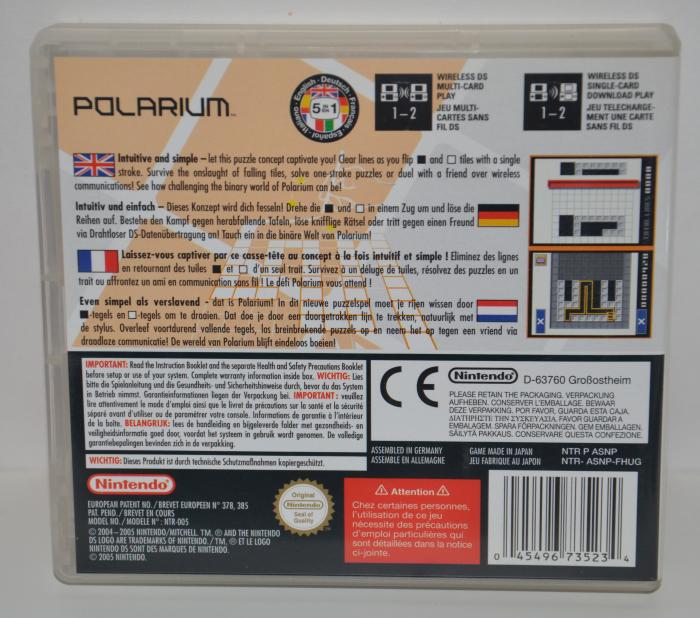 POLARIUM™
English · Deutsch · Français · Español · Italiano
5 in 1
1-2
WIRELESS DS
MULTI-CARD
PLAY
JEU MULTI-
CARTES SANS
FIL DS
1-2
WIRELESS DS
SINGLE-CARD
DOWNLOAD PLAY
JEU TELECHARGE-
MENT UNE CARTE
SANS FIL DS
Intuitive and simple – let this puzzle concept captivate you! Clear lines as you flip ■ and □ tiles with a single
stroke. Survive the onslaught of falling tiles, solve one-stroke puzzles or duel with a friend over wireless
communications! See how challenging the binary world of Polarium can be!
Intuitiv und einfach – Dieses Konzept wird dich fesseln! Drehe die ■ und □ in einem Zug um und löse die
Reihen auf. Bestehe den Kampf gegen herabfallende Tafeln, löse knifflige Rätsel oder tritt gegen einen Freund
via Drahtloser DS-Datenübertragung an! Tauch ein in die binäre Welt von Polarium!
Laissez-vous captiver par ce casse-tête au concept à la fois intuitif et simple ! Eliminez des lignes
en retournant des tuiles ■ et □ d'un seul trait. Survivez à un déluge de tuiles, résolvez des puzzles en un
trait ou affrontez un ami en communication sans fil ! Le défi Polarium vous attend !
Even simpel als verslavend - dat is Polarium! In dit nieuwe puzzelspel moet je rijen wissen door
■-tegels en □-tegels om te draaien. Dat doe je door een doorgetrokken lijn te trekken, natuurlijk met
de stylus. Overleef voortdurend vallende tegels, los breinbrekende puzzels op en neem het op tegen een vriend via
draadloze communicatie! De wereld van Polarium blijft eindeloos boeien!
IMPORTANT: Read the Instruction Booklet and the separate Health and Safety Precautions Booklet
before setup or use of your system. Complete warranty information inside box. WICHTIG: Lies
bitte die Spielanleitung und die Gesundheits- und Sicherheitshinweise durch, bevor du das System
in Betrieb nimmst. Garantieinformationen liegen der Verpackung bei. IMPORTANT : veuillez
lire attentivement le mode d'emploi ainsi que le livret de précautions sur la santé et la sécurité
séparé avant d'utiliser ou de paramétrer votre console. Informations de garantie à l'intérieur
de la boîte. BELANGRIJK: lees de handleiding en bijgeleverde folder met gezondheids- en
veiligheidsinformatie goed door, voordat het systeem in gebruik wordt genomen. De volledige
garantiebepalingen bevinden zich in de verpakking.
WICHTIG: Dieses Produkt ist durch technische Schutzmaßnahmen kopiergeschützt.
CE
Nintendo®
D-63760 Großostheim
PLEASE RETAIN THE PACKAGING. VERPACKUNG
AUFHEBEN. CONSERVER L'EMBALLAGE. BEWAAR
DEZE VERPAKKING. POR FAVOR, GUARDA ESTA CAJA.
ΔΙΑΤΗΡΕΙΣΤΕ ΤΗΝ ΣΥΣΚΕΥΑΣΙΑ. BEHOLD ÆSKEN. GEM
EMBALAGEM. SPARA FÖRPACKNINGEN. GEM EMBALLAGEN.
SÄILYTÄ PAKKAUS. CONSERVARE QUESTA CONFEZIONE.
ASSEMBLED IN GERMANY
ASSEMBLE EN ALLEMAGNE
GAME MADE IN JAPAN
JEU FABRIQUE AU JAPON
NTR P ASNP
NTR- ASNP-FHUG
Nintendo®
EUROPEAN PATENT NO. / BREVET EUROPEEN N° 378, 385
PAT. PEND./ BREVET EN COURS
MODEL NO. / MODELE N° : NTR-005
© 2004 – 2005 NINTENDO/MITCHELL. TM, ® AND THE NINTENDO
DS LOGO ARE TRADEMARKS OF NINTENDO./ TM, ® ET LE LOGO
NINTENDO DS SONT DES MARQUES DE NINTENDO.
© 2005 NINTENDO.
Original
Nintendo
Seal of
Quality
Attention
Chez certaines personnes,
l'utilisation de ce jeu
nécessite des précautions
d'emploi particulières qui
sont détaillées dans la notice
ci-jointe.
0 45496 73523 4